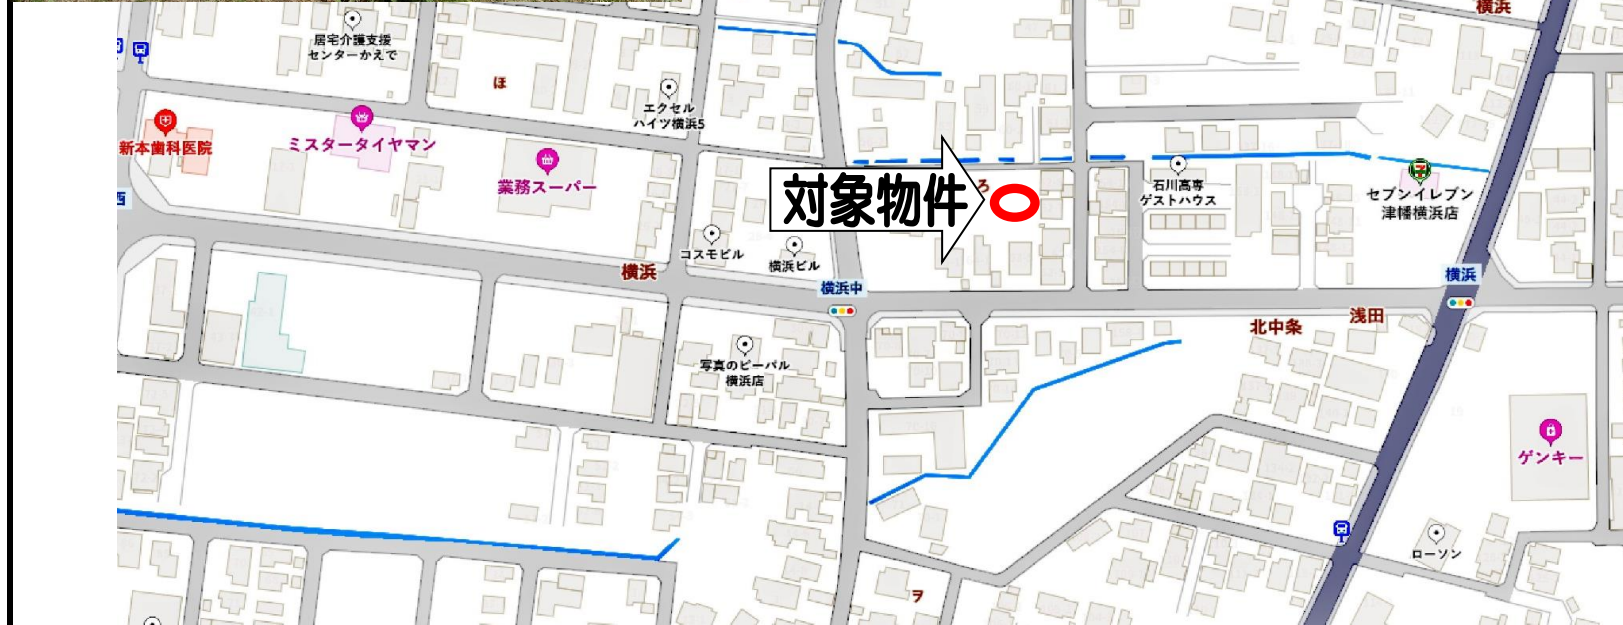 横浜
居宅介護支援
センターかえで
ほ
エクセル
ハイツ横浜5
新本歯科医院
ミスタータイヤマン
業務スーパー
対象物件
ろ
石川高専
ゲストハウス
セブンイレブン
津幡横浜店
西
コスモビル
横浜ビル
横浜
横浜中
横浜
浅田
北中条
写真のピーパル
横浜店
ゲンキー
ローソン
ヲ